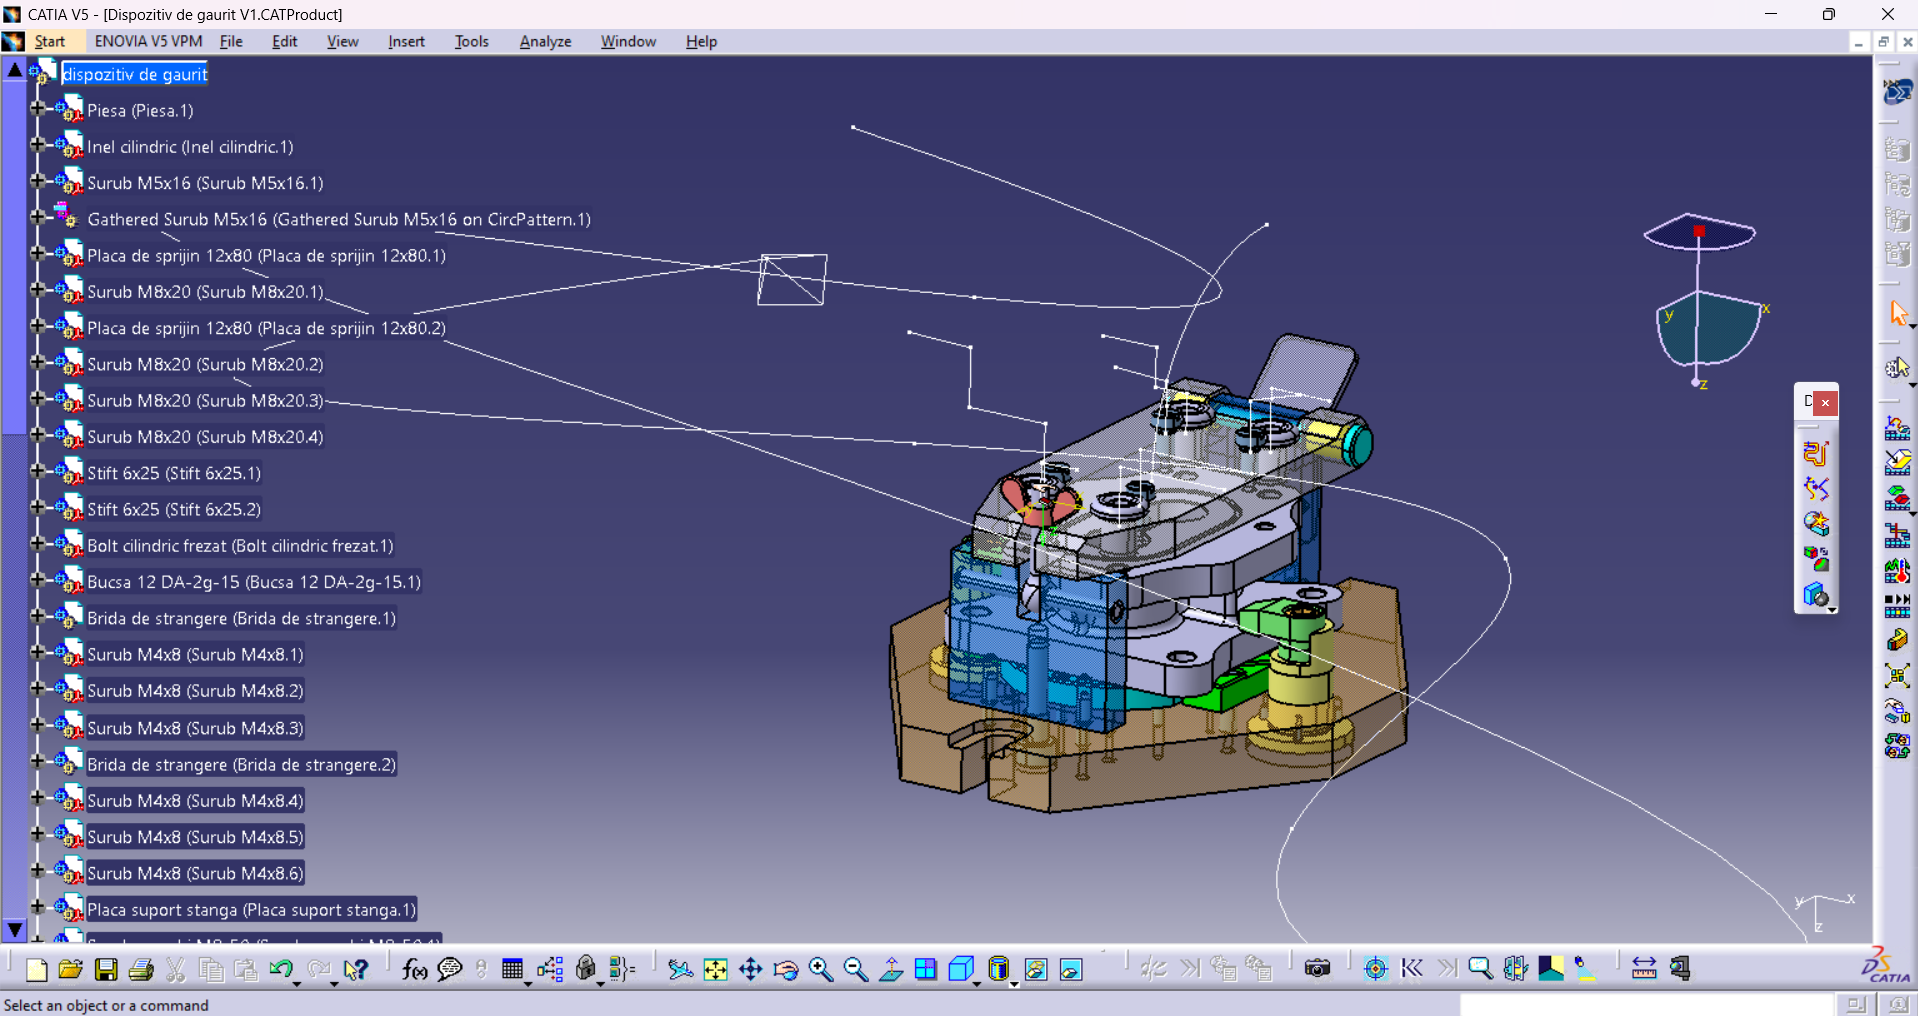 CATIA V5 - [Dispozitiv de gaurit V1.CATProduct]
Start ENOVIA V5 VPM File Edit View Insert Tools Analyze Window Help
dispozitiv de gaurit
Piesa (Piesa.1)
Inel cilindric (Inel cilindric.1)
Surub M5x16 (Surub M5x16.1)
Gathered Surub M5x16 (Gathered Surub M5x16 on CircPattern.1)
Placa de sprijin 12x80 (Placa de sprijin 12x80.1)
Surub M8x20 (Surub M8x20.1)
Placa de sprijin 12x80 (Placa de sprijin 12x80.2)
Surub M8x20 (Surub M8x20.2)
Surub M8x20 (Surub M8x20.3)
Surub M8x20 (Surub M8x20.4)
Stift 6x25 (Stift 6x25.1)
Stift 6x25 (Stift 6x25.2)
Bolt cilindric frezat (Bolt cilindric frezat.1)
Bucsa 12 DA-2g-15 (Bucsa 12 DA-2g-15.1)
Brida de strangere (Brida de strangere.1)
Surub M4x8 (Surub M4x8.1)
Surub M4x8 (Surub M4x8.2)
Surub M4x8 (Surub M4x8.3)
Brida de strangere (Brida de strangere.2)
Surub M4x8 (Surub M4x8.4)
Surub M4x8 (Surub M4x8.5)
Surub M4x8 (Surub M4x8.6)
Placa suport stanga (Placa suport stanga.1)
x
y
z
D
y
x
z
f(x)
CATIA
Select an object or a command